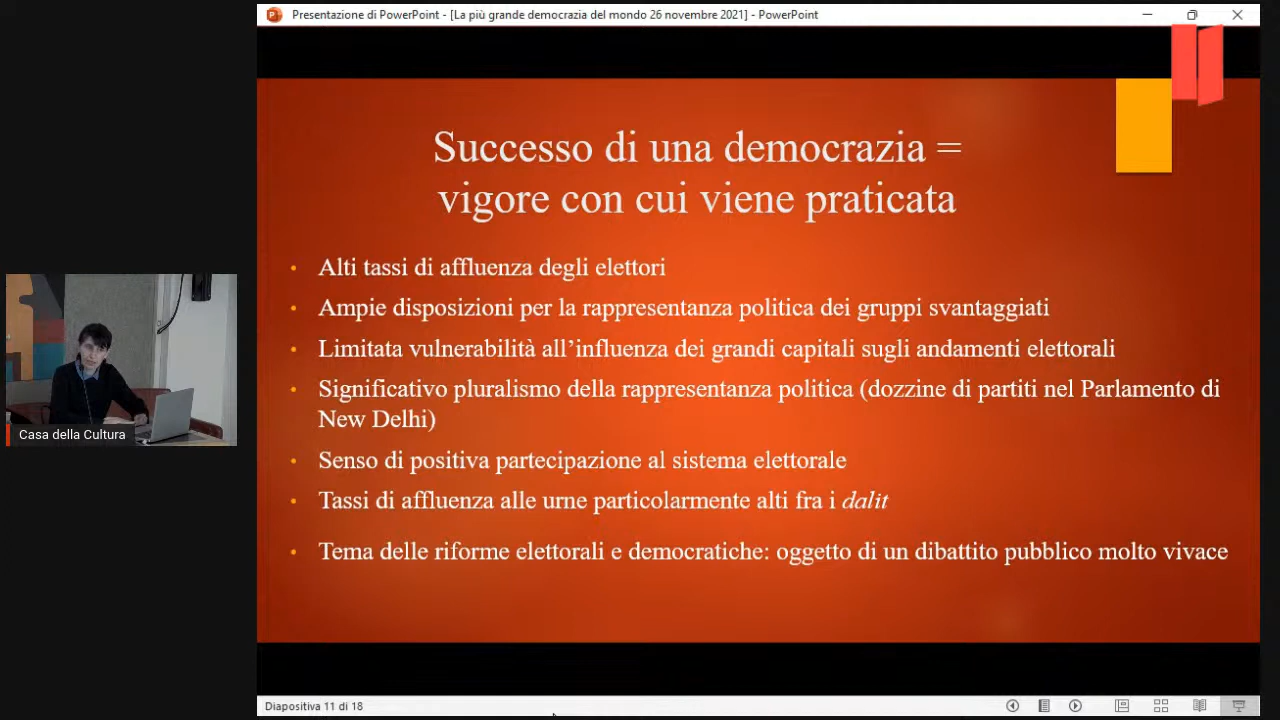 Presentazione di PowerPoint - [La più grande democrazia del mondo 26 novembre 2021] - PowerPoint
Successo di una democrazia =
vigore con cui viene praticata
• Alti tassi di affluenza degli elettori
• Ampie disposizioni per la rappresentanza politica dei gruppi svantaggiati
• Limitata vulnerabilità all’influenza dei grandi capitali sugli andamenti elettorali
• Significativo pluralismo della rappresentanza politica (dozzine di partiti nel Parlamento di
New Delhi)
• Senso di positiva partecipazione al sistema elettorale
• Tassi di affluenza alle urne particolarmente alti fra i dalit
• Tema delle riforme elettorali e democratiche: oggetto di un dibattito pubblico molto vivace
Casa della Cultura
Diapositiva 11 di 18